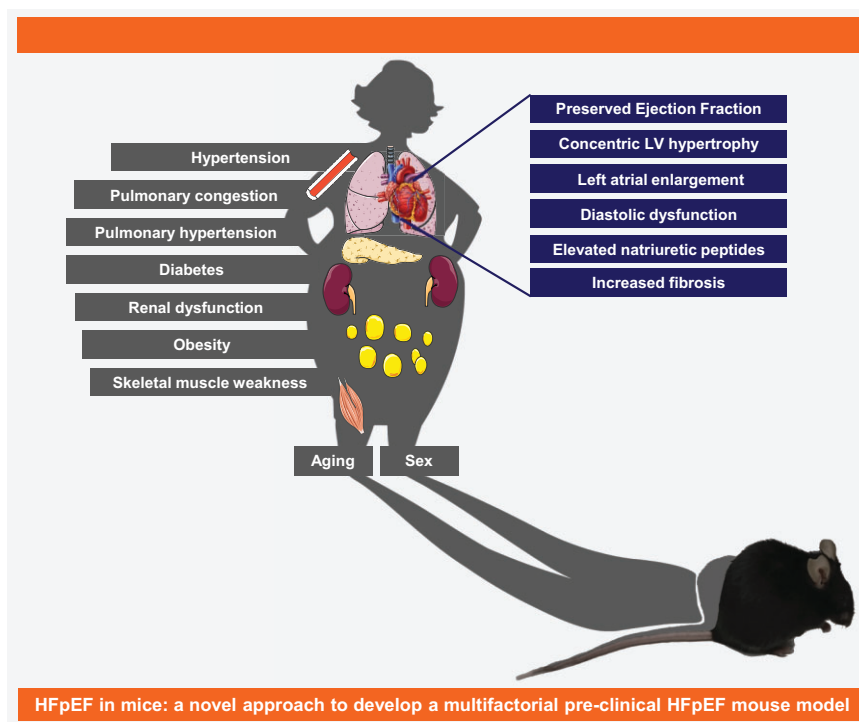 Hypertension
Pulmonary congestion
Pulmonary hypertension
Diabetes
Renal dysfunction
Obesity
Skeletal muscle weakness
Preserved Ejection Fraction
Concentric LV hypertrophy
Left atrial enlargement
Diastolic dysfunction
Elevated natriuretic peptides
Increased fibrosis
Aging
Sex
HFpEF in mice: a novel approach to develop a multifactorial pre-clinical HFpEF mouse model